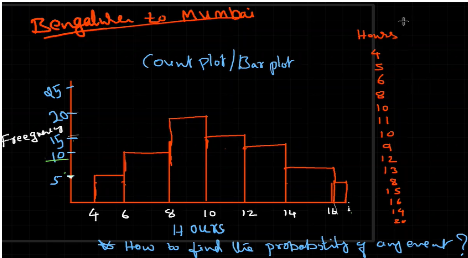 Bengaluru to Mumbai
Hours
4
5
6
8
10
11
10
9
12
13
8
15
16
14
20
Count plot/Bar plot
25
20
Freequency
15
10
5
4 6 8 10 12 14 16
Hours
How to find the probability of any event?